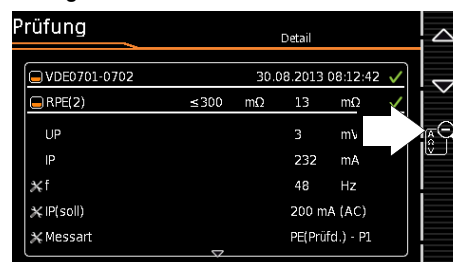 Prüfung
Detail
VDE0701-0702 30.08.2013 08:12:42
RPE(2) ≤300 mΩ 13 mΩ
UP 3
IP 232 mA
f 48 Hz
IP(soll) 200 mA (AC)
Messart PE(Prüfd.) - P1
A
Ω
V